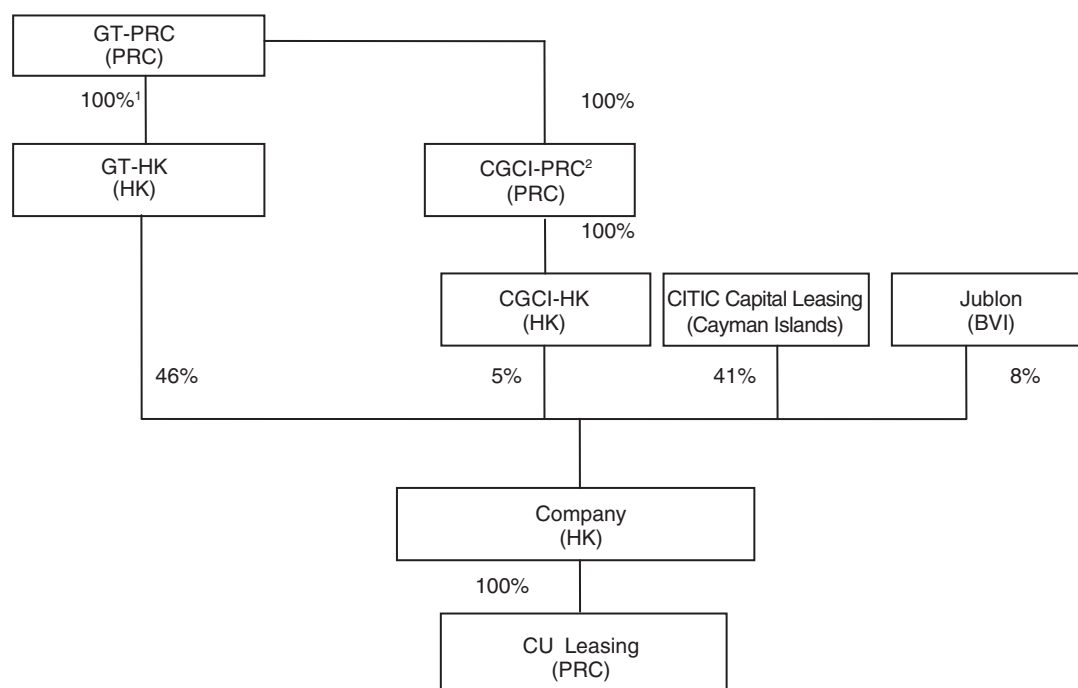 GT-PRC
(PRC)
100%¹
100%
GT-HK
(HK)
CGCI-PRC²
(PRC)
100%
CGCI-HK
(HK)
CITIC Capital Leasing
(Cayman Islands)
Jublon
(BVI)
46%
5%
41%
8%
Company
(HK)
100%
CU Leasing
(PRC)